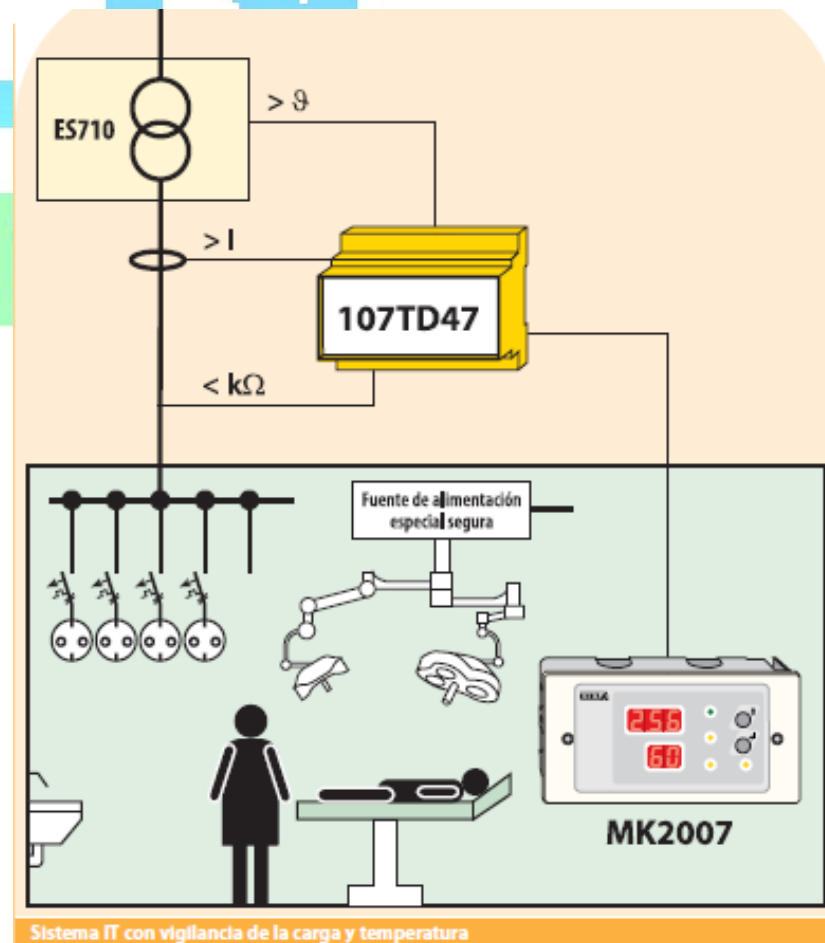 ES710
> ϑ
> I
107TD47
< kΩ
Fuente de alimentación
especial segura
256
60
MK2007
Sistema IT con vigilancia de la carga y temperatura